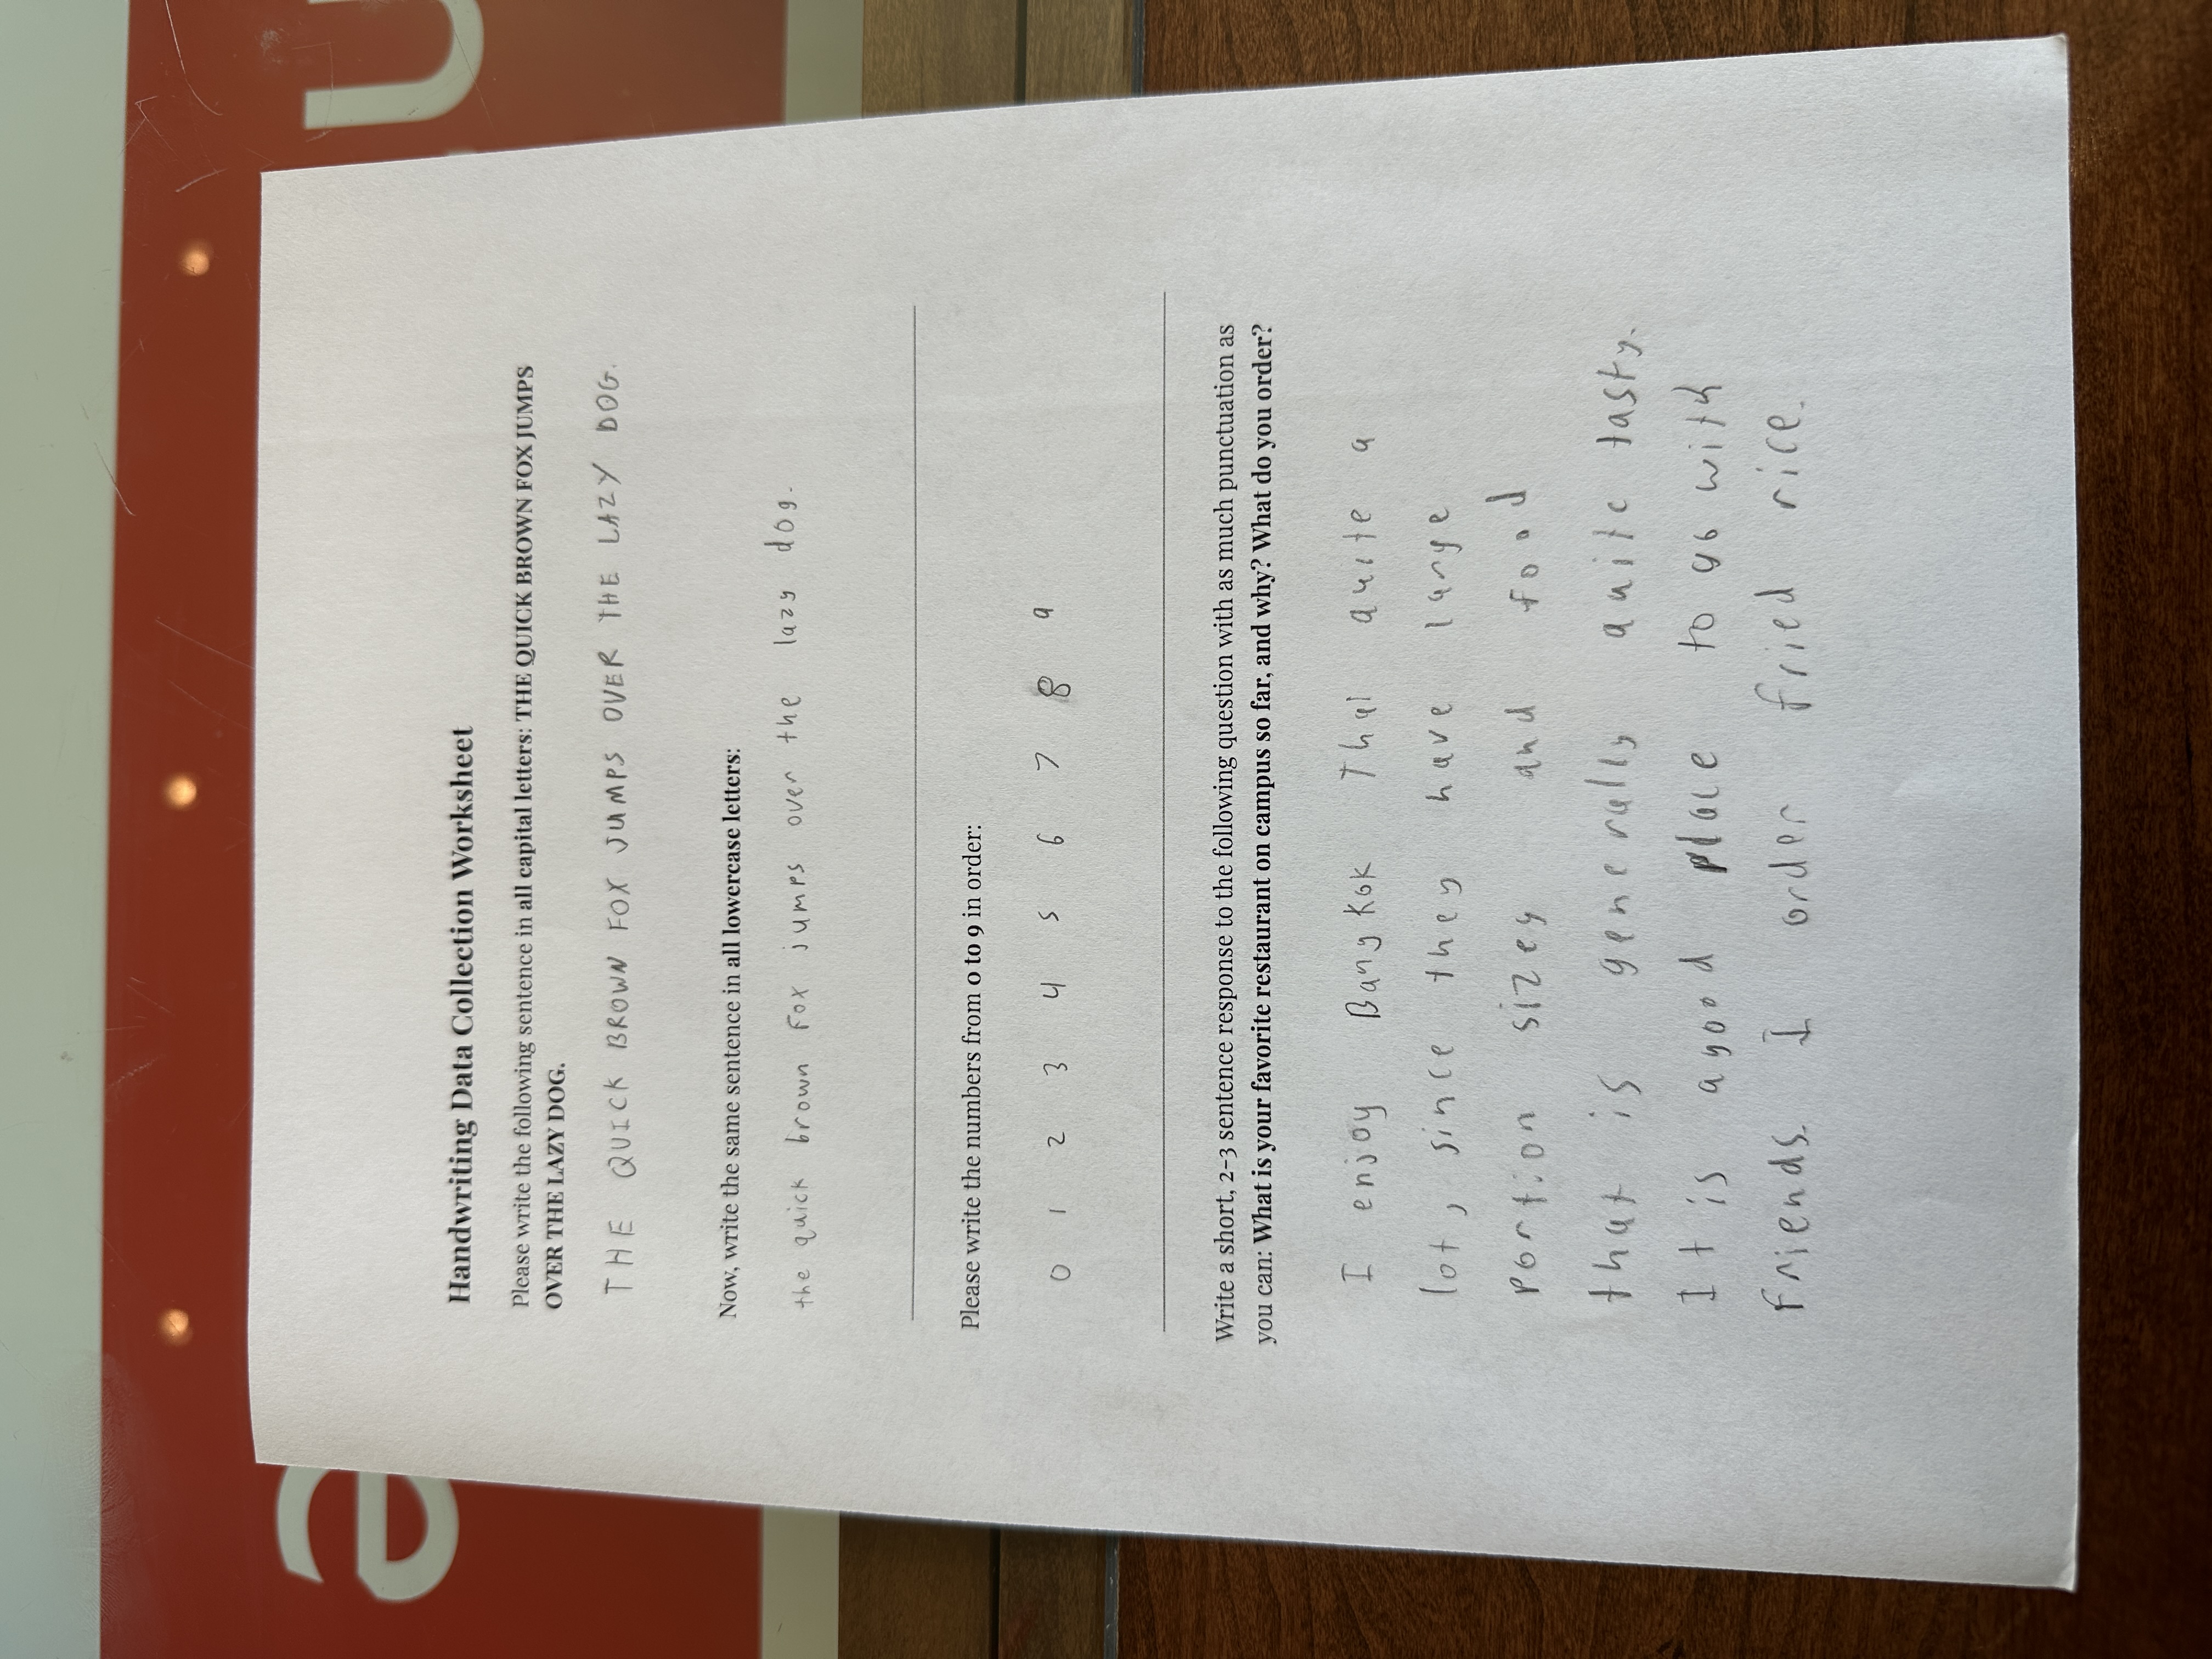 Handwriting Data Collection Worksheet
Please write the following sentence in all capital letters: THE QUICK BROWN FOX JUMPS
OVER THE LAZY DOG.
THE QUICK BROWN FOX JUMPS OVER THE LAZY DOG.
Now, write the same sentence in all lowercase letters:
the quick brown fox jumps over the lazy dog.
Please write the numbers from 0 to 9 in order:
0 1 2 3 4 5 6 7 8 9
Write a short, 2-3 sentence response to the following question with as much punctuation as
you can: What is your favorite restaurant on campus so far, and why? What do you order?
I enjoy Bangkok Thai quite a
lot, since they have large
portion sizes and food
that is generally quite tasty.
It is a good place to go with
friends. I order fried rice.